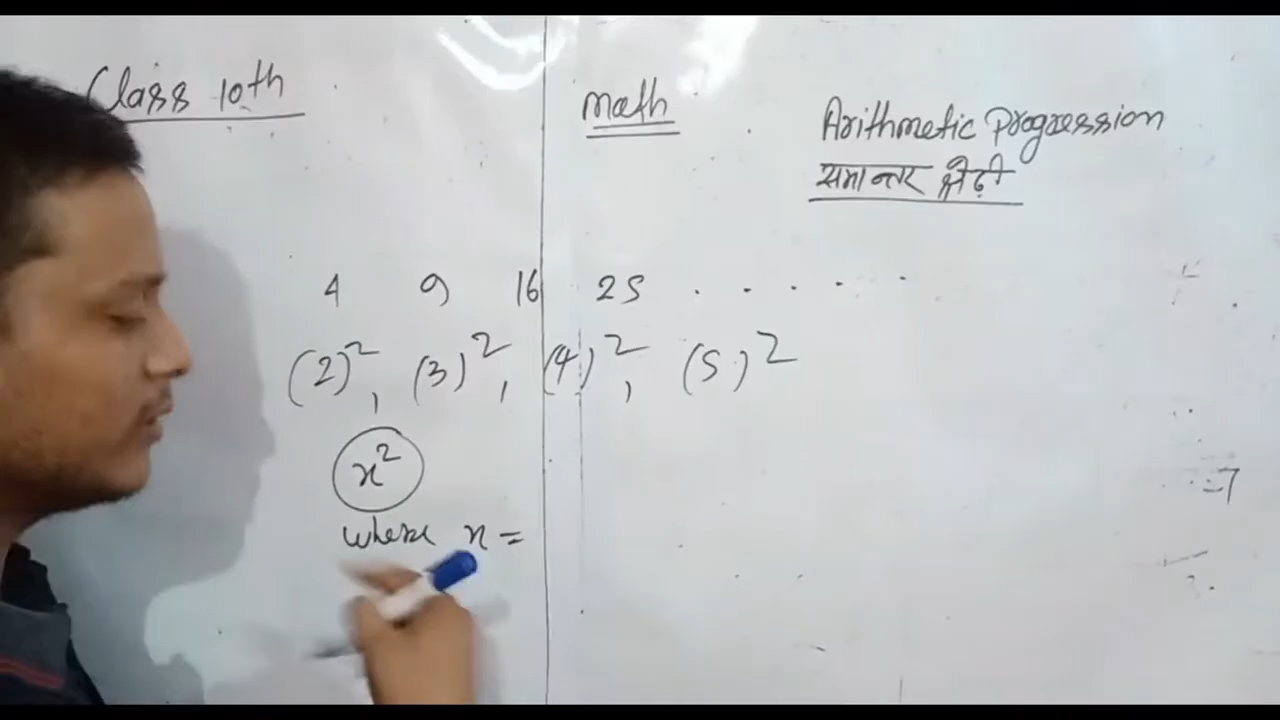 Class 10th
Math
Arithmetic Progression
समान्तर श्रेढ़ी
4 9 16 25 . . . . .
(2)², (3)², (4)², (5)²
x²
where x =
=7